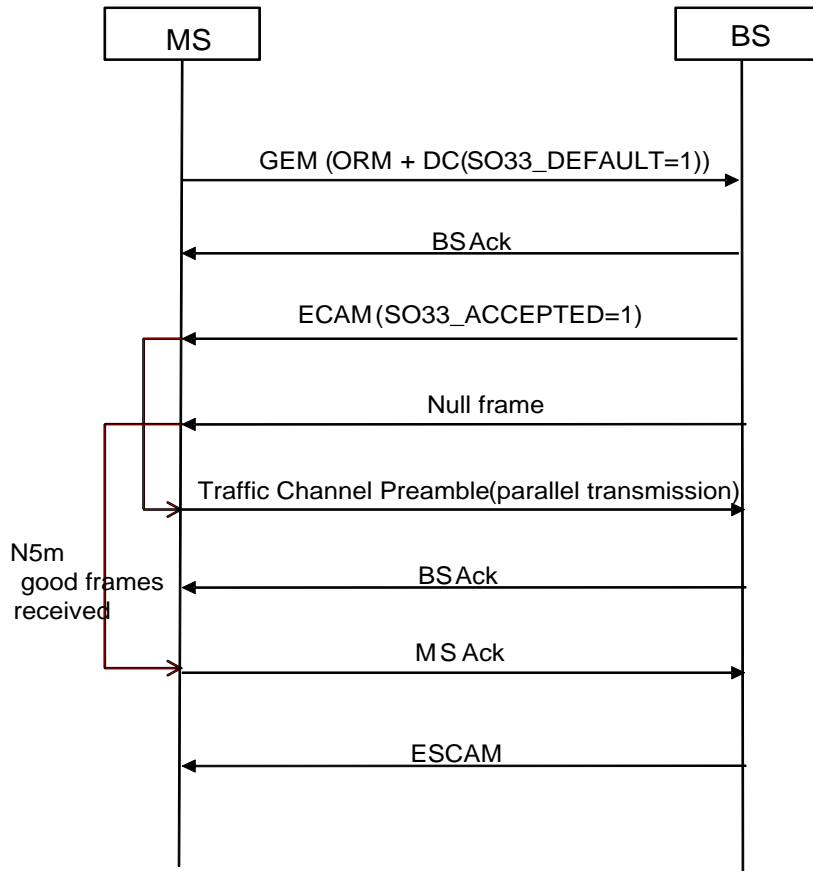 MS
BS
GEM (ORM + DC(SO33_DEFAULT=1))
BS Ack
ECAM (SO33_ACCEPTED=1)
Null frame
Traffic Channel Preamble(parallel transmission)
N5m
good frames
received
BS Ack
MS Ack
ESCAM